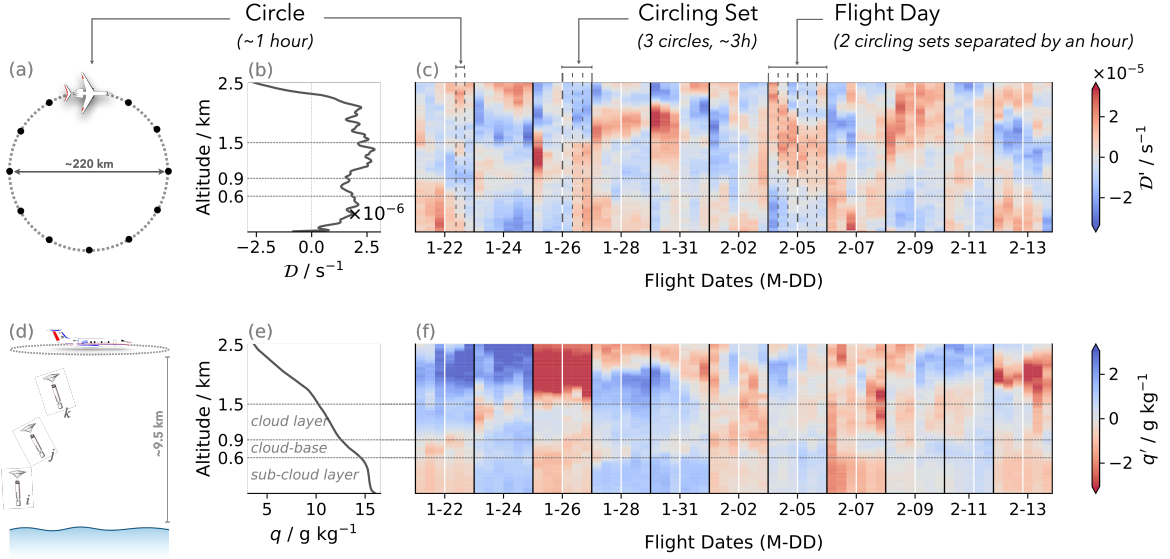 Circle
(~1 hour)
Circling Set
(3 circles, ~3h)
Flight Day
(2 circling sets separated by an hour)
(a)
~220 km
(b)
Altitude / km
2.5
1.5
0.9
0.6
×10⁻⁶
−2.5 0.0 2.5
𝒟 / s⁻¹
(c)
1-22 1-24 1-26 1-28 1-31 2-02 2-05 2-07 2-09 2-11 2-13
Flight Dates (M-DD)
×10⁻⁵
2
0
−2
𝒟′ / s⁻¹
(d)
k
j
i
~9.5 km
(e)
Altitude / km
2.5
1.5
0.9
0.6
cloud layer
cloud-base
sub-cloud layer
5 10 15
q / g kg⁻¹
(f)
1-22 1-24 1-26 1-28 1-31 2-02 2-05 2-07 2-09 2-11 2-13
Flight Dates (M-DD)
2
0
−2
q′ / g kg⁻¹